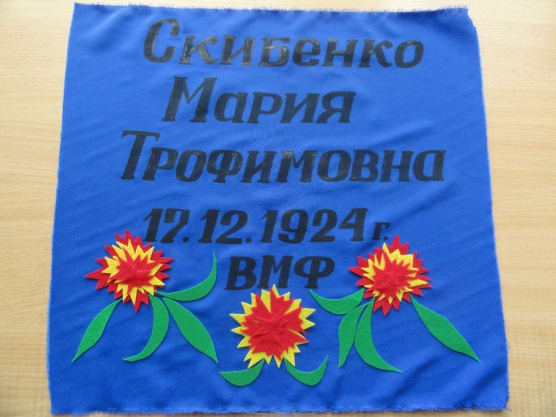 Скибенко
Мария
Трофимовна
17.12.1924 г.
ВМФ